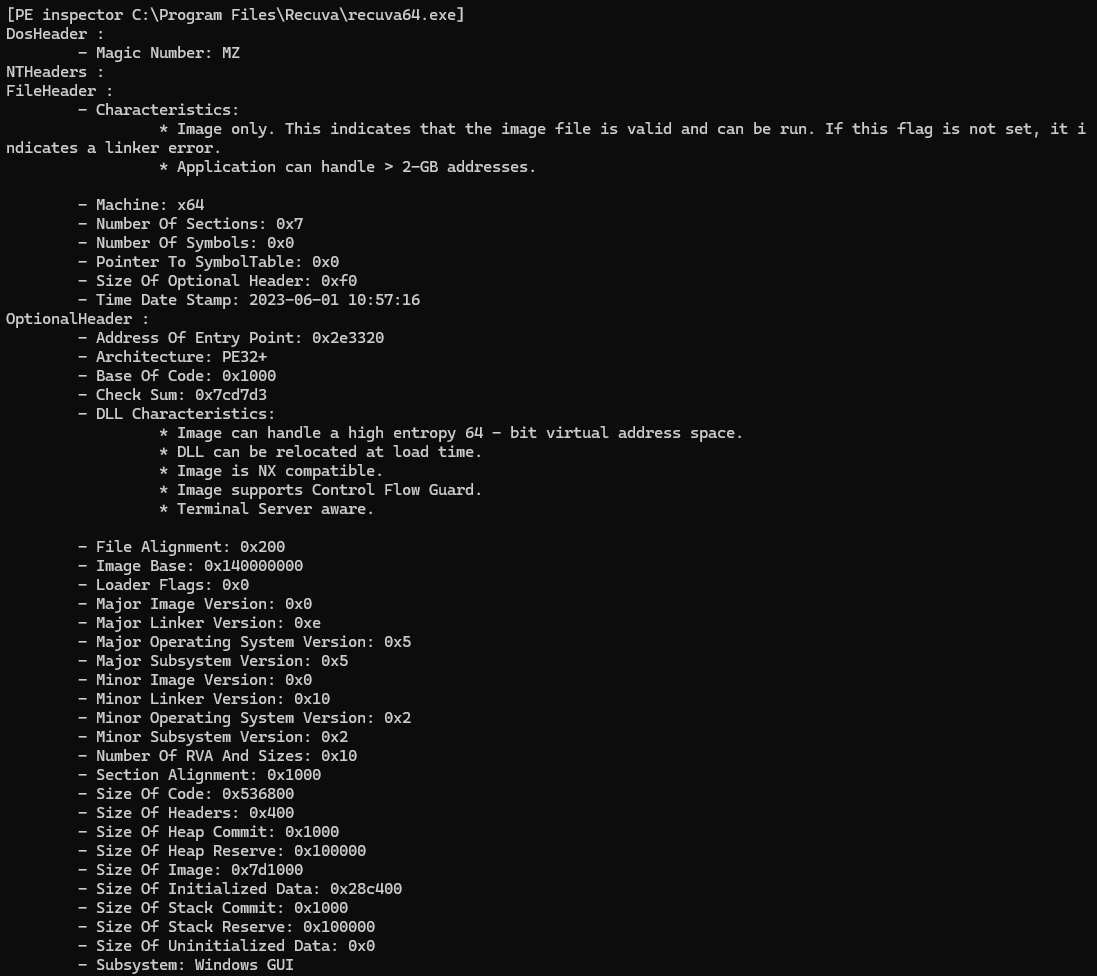 [PE inspector C:\Program Files\Recuva\recuva64.exe]
DosHeader :
- Magic Number: MZ
NTHeaders :
FileHeader :
- Characteristics:
* Image only. This indicates that the image file is valid and can be run. If this flag is not set, it i
ndicates a linker error.
* Application can handle > 2-GB addresses.
- Machine: x64
- Number Of Sections: 0x7
- Number Of Symbols: 0x0
- Pointer To SymbolTable: 0x0
- Size Of Optional Header: 0xf0
- Time Date Stamp: 2023-06-01 10:57:16
OptionalHeader :
- Address Of Entry Point: 0x2e3320
- Architecture: PE32+
- Base Of Code: 0x1000
- Check Sum: 0x7cd7d3
- DLL Characteristics:
* Image can handle a high entropy 64 - bit virtual address space.
* DLL can be relocated at load time.
* Image is NX compatible.
* Image supports Control Flow Guard.
* Terminal Server aware.
- File Alignment: 0x200
- Image Base: 0x140000000
- Loader Flags: 0x0
- Major Image Version: 0x0
- Major Linker Version: 0xe
- Major Operating System Version: 0x5
- Major Subsystem Version: 0x5
- Minor Image Version: 0x0
- Minor Linker Version: 0x10
- Minor Operating System Version: 0x2
- Minor Subsystem Version: 0x2
- Number Of RVA And Sizes: 0x10
- Section Alignment: 0x1000
- Size Of Code: 0x536800
- Size Of Headers: 0x400
- Size Of Heap Commit: 0x1000
- Size Of Heap Reserve: 0x100000
- Size Of Image: 0x7d1000
- Size Of Initialized Data: 0x28c400
- Size Of Stack Commit: 0x1000
- Size Of Stack Reserve: 0x100000
- Size Of Uninitialized Data: 0x0
- Subsystem: Windows GUI